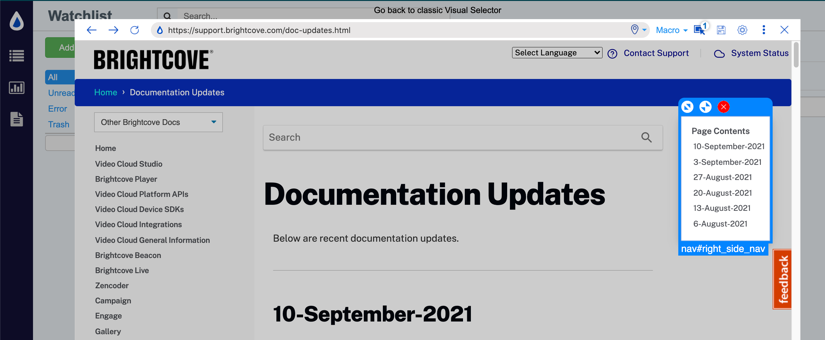 Go back to classic Visual Selector
Watchlist
Search...
https://support.brightcove.com/doc-updates.html
Macro
1
Add
All
Unread
Error
Trash
BRIGHTCOVE®
Select Language
Contact Support
System Status
Home › Documentation Updates
Other Brightcove Docs
Home
Video Cloud Studio
Brightcove Player
Video Cloud Platform APIs
Video Cloud Device SDKs
Video Cloud Integrations
Video Cloud General Information
Brightcove Beacon
Brightcove Live
Zencoder
Campaign
Engage
Gallery
Search
Documentation Updates
Below are recent documentation updates.
10-September-2021
Page Contents
10-September-2021
3-September-2021
27-August-2021
20-August-2021
13-August-2021
6-August-2021
nav#right_side_nav
feedback